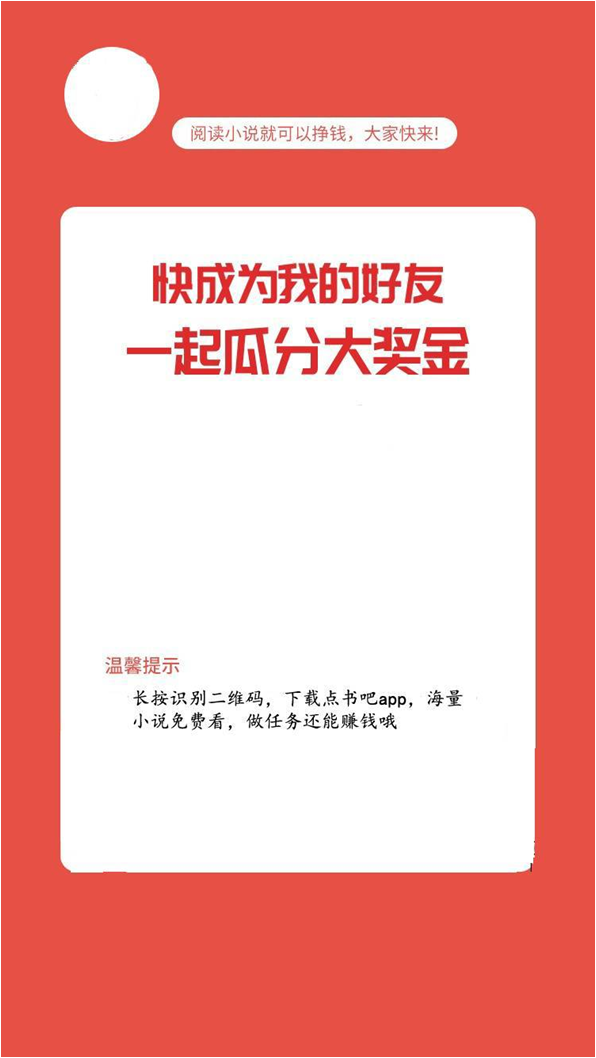 阅读小说就可以挣钱，大家快来!
快成为我的好友
一起瓜分大奖金
温馨提示
长按识别二维码，下载点书吧app，海量
小说免费看，做任务还能赚钱哦